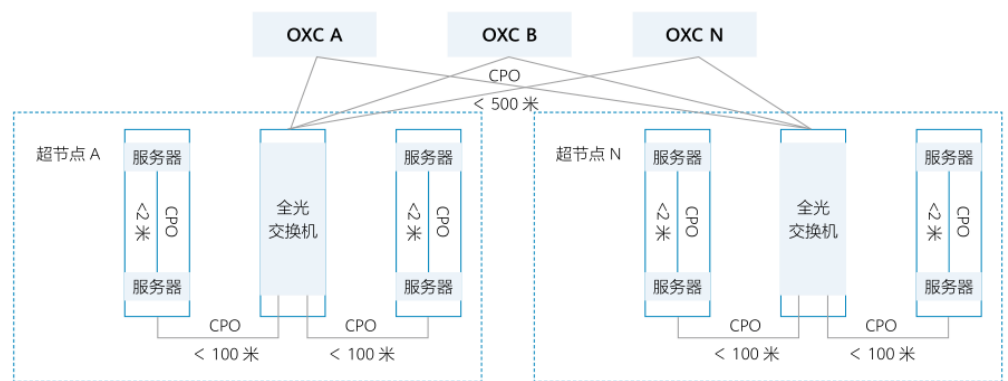 OXC A
OXC B
OXC N
CPO
< 500 米
超节点 A
服务器
<2 米
CPO
服务器
全光
交换机
服务器
<2 米
CPO
服务器
CPO
< 100 米
CPO
< 100 米
超节点 N
服务器
<2 米
CPO
服务器
全光
交换机
服务器
<2 米
CPO
服务器
CPO
< 100 米
CPO
< 100 米